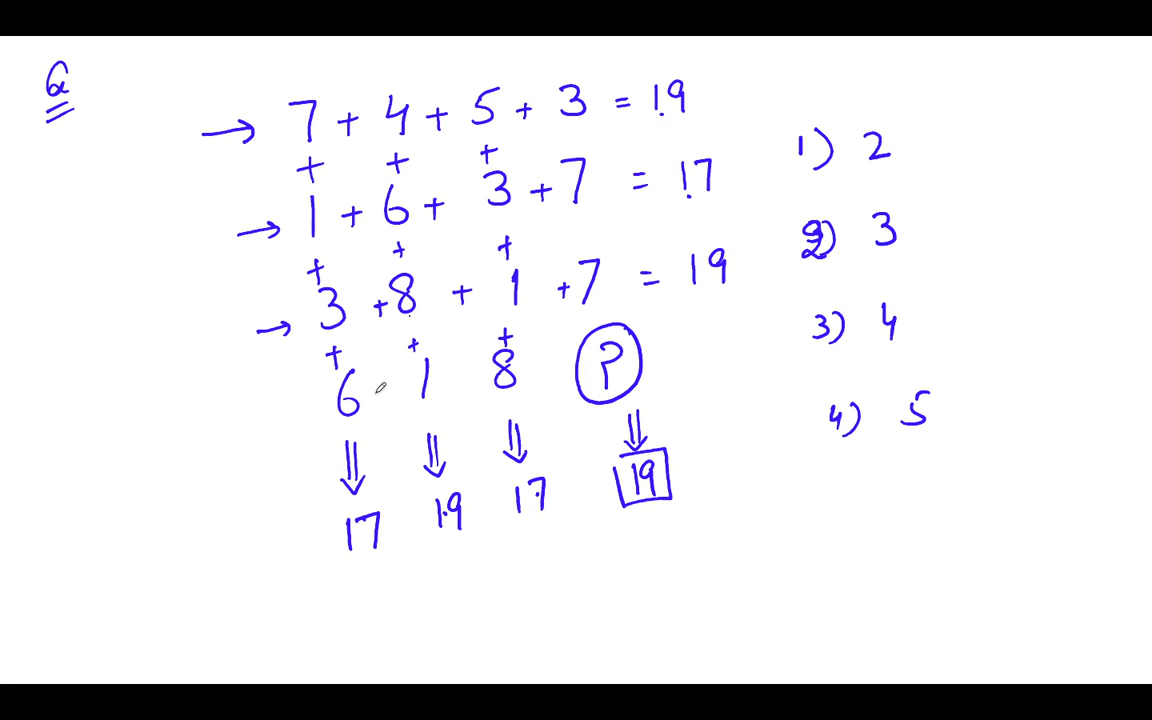 Q
→ 7 + 4 + 5 + 3 = 19
+ + +
→ 1 + 6 + 3 + 7 = 17
+ + +
→ 3 + 8 + 1 + 7 = 19
+ + +
6 1 8 ?
⇓ ⇓ ⇓ ⇓
17 19 17 19
1) 2
2) 3
3) 4
4) 5